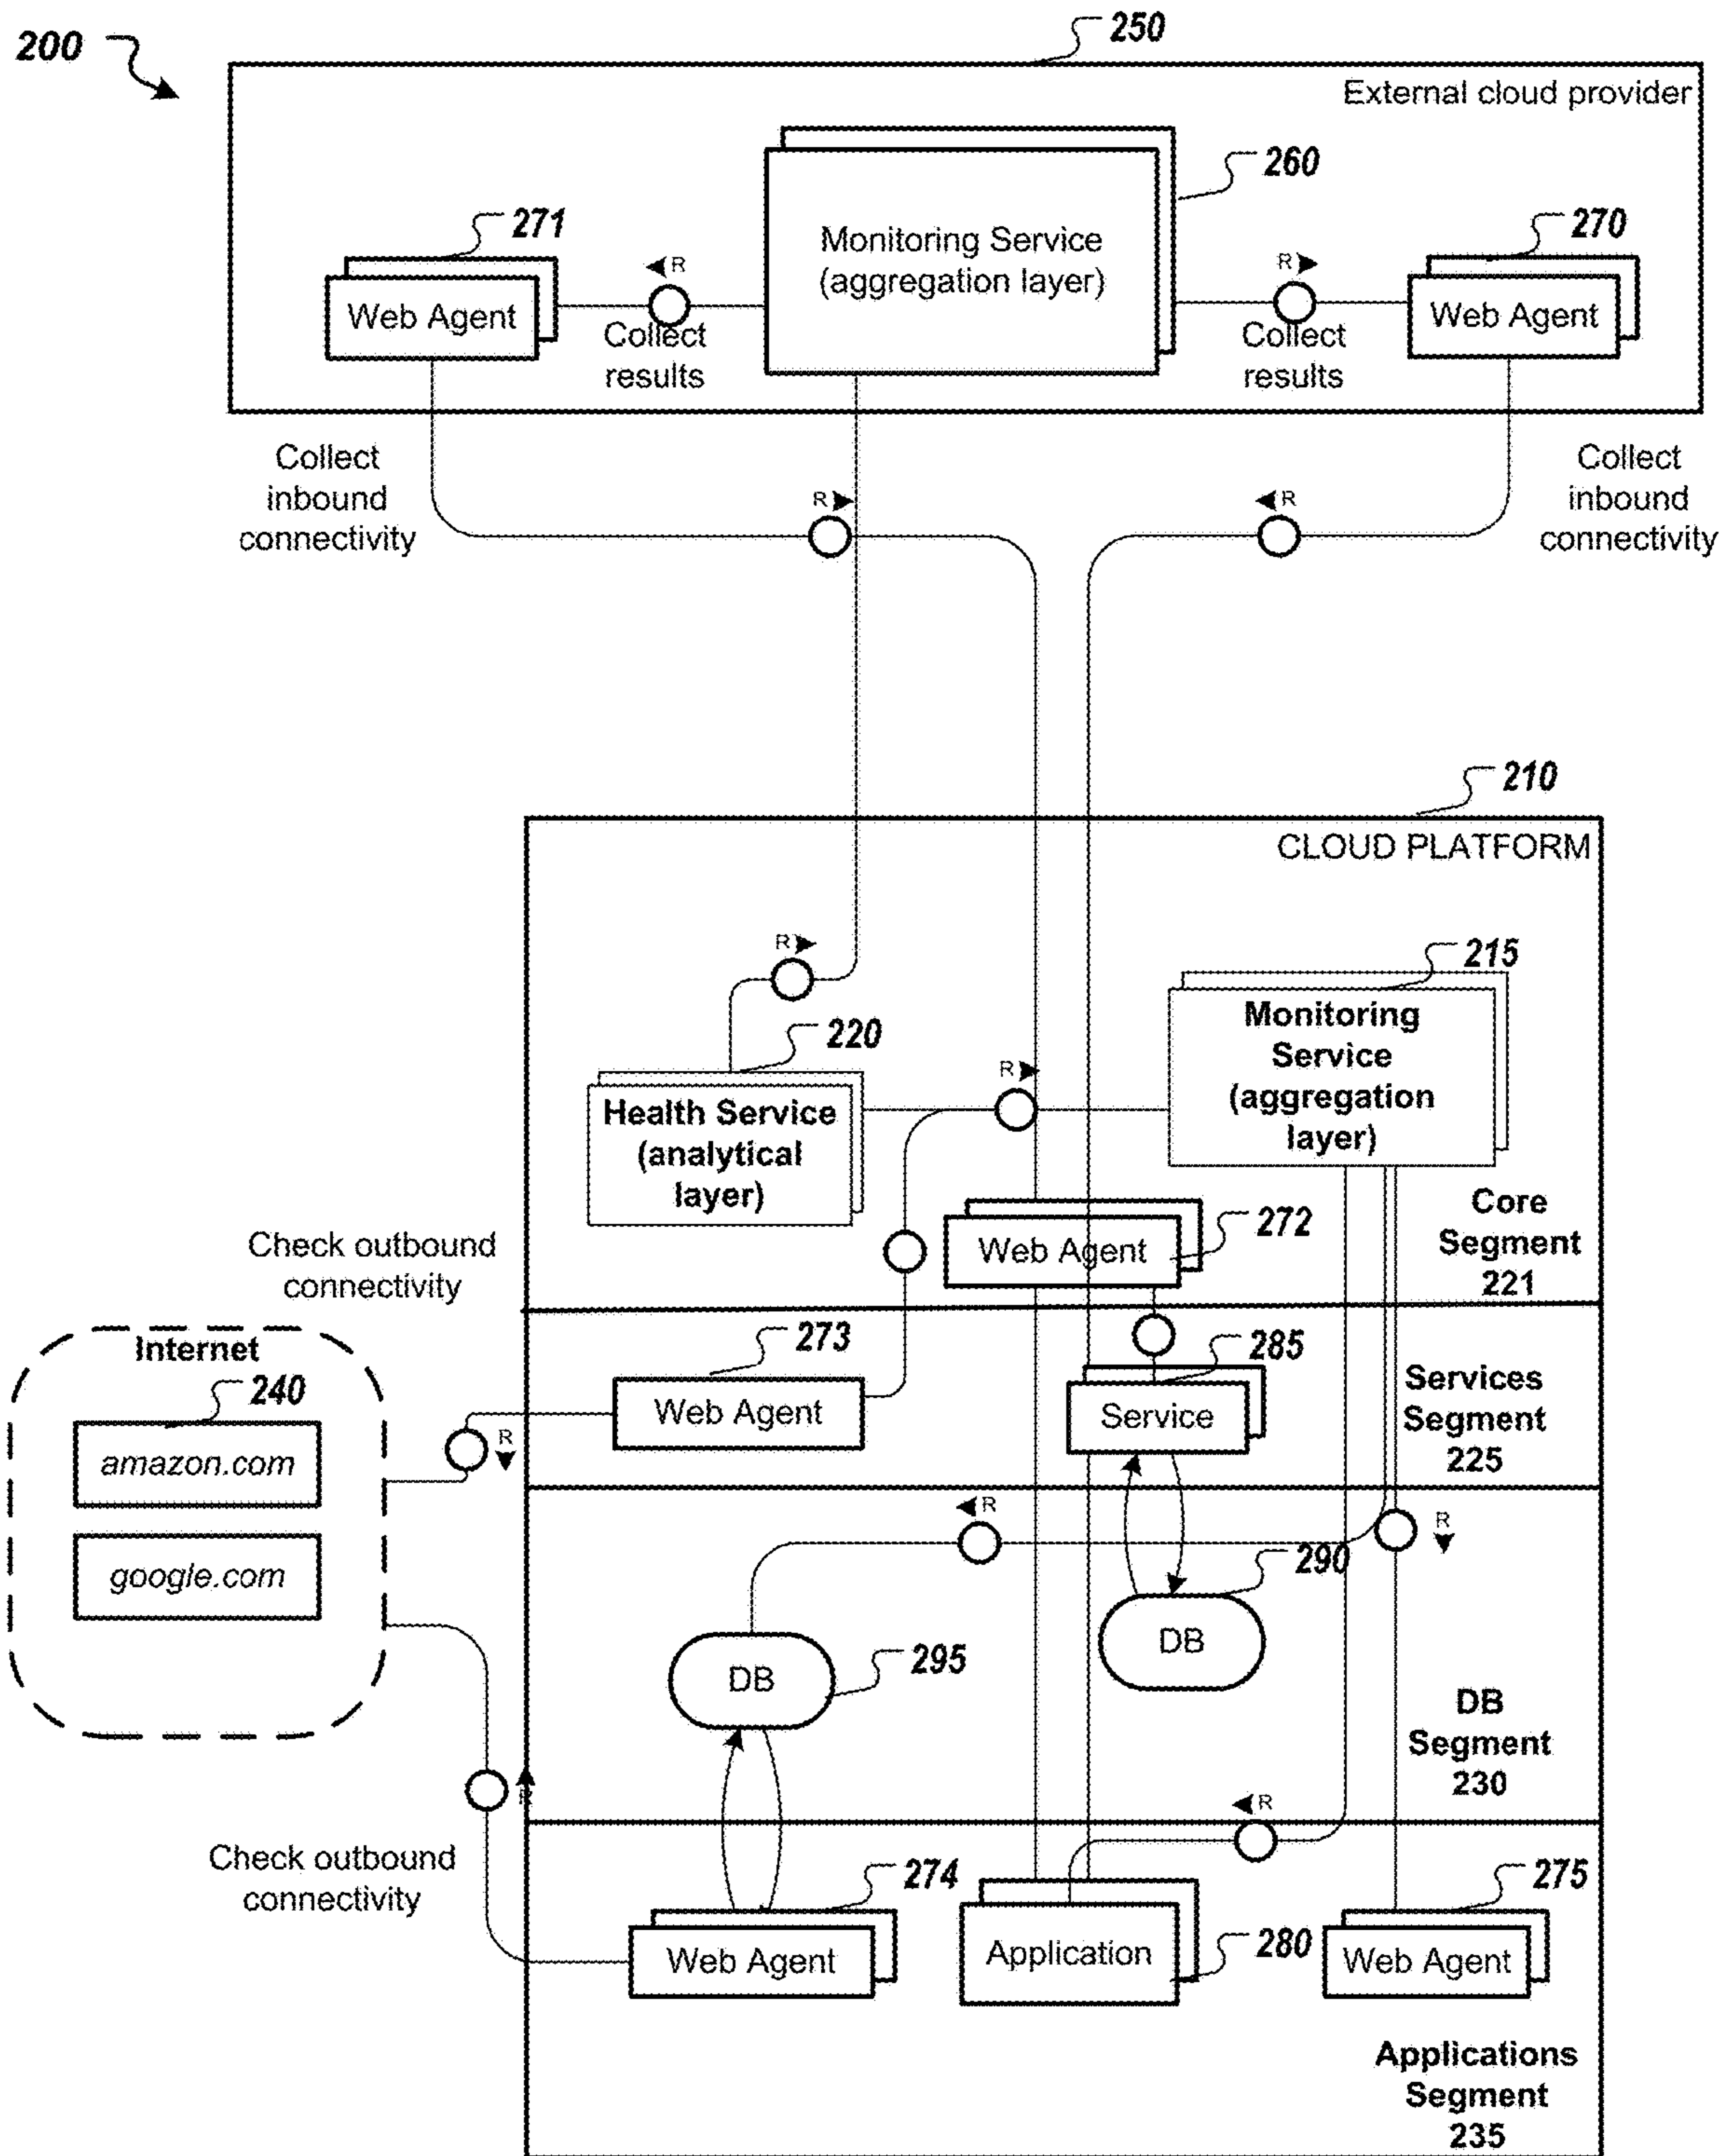 200
250
External cloud provider
260
271
270
Monitoring Service
(aggregation layer)
R
R
Web Agent
Web Agent
Collect
results
Collect
results
Collect
inbound
connectivity
Collect
inbound
connectivity
R
R
210
CLOUD PLATFORM
R
215
Monitoring
Service
(aggregation
layer)
220
R
Health Service
(analytical
layer)
Core
Segment
221
272
Web Agent
Check outbound
connectivity
Internet
240
amazon.com
google.com
273
Web Agent
R
285
Service
Services
Segment
225
R
R
290
DB
295
DB
DB
Segment
230
R
R
Check outbound
connectivity
274
Web Agent
Application
280
275
Web Agent
Applications
Segment
235